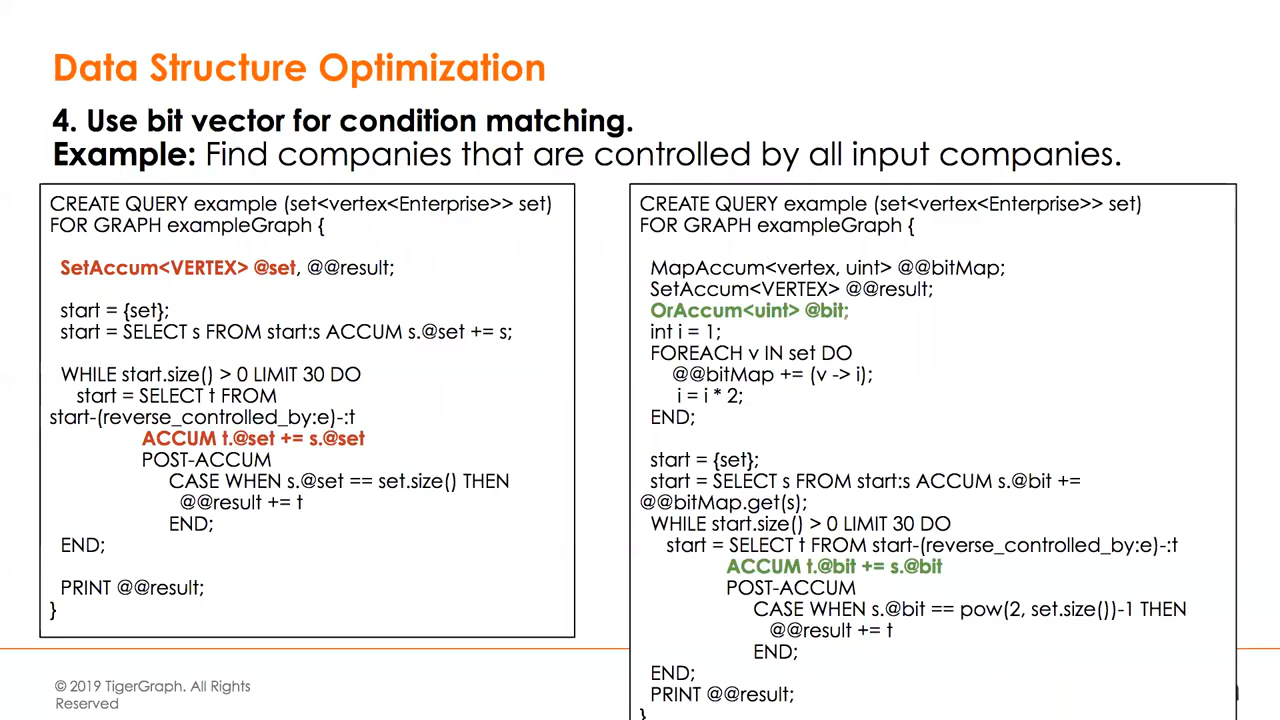 Data Structure Optimization
4. Use bit vector for condition matching.
Example: Find companies that are controlled by all input companies.
CREATE QUERY example (set<vertex<Enterprise>> set)
FOR GRAPH exampleGraph {
SetAccum<VERTEX> @set, @@result;
start = {set};
start = SELECT s FROM start:s ACCUM s.@set += s;
WHILE start.size() > 0 LIMIT 30 DO
start = SELECT t FROM
start-(reverse_controlled_by:e)-:t
ACCUM t.@set += s.@set
POST-ACCUM
CASE WHEN s.@set == set.size() THEN
@@result += t
END;
END;
PRINT @@result;
}
CREATE QUERY example (set<vertex<Enterprise>> set)
FOR GRAPH exampleGraph {
MapAccum<vertex, uint> @@bitMap;
SetAccum<VERTEX> @@result;
OrAccum<uint> @bit;
int i = 1;
FOREACH v IN set DO
@@bitMap += (v -> i);
i = i * 2;
END;
start = {set};
start = SELECT s FROM start:s ACCUM s.@bit +=
@@bitMap.get(s);
WHILE start.size() > 0 LIMIT 30 DO
start = SELECT t FROM start-(reverse_controlled_by:e)-:t
ACCUM t.@bit += s.@bit
POST-ACCUM
CASE WHEN s.@bit == pow(2, set.size())-1 THEN
@@result += t
END;
END;
PRINT @@result;
}
© 2019 TigerGraph. All Rights
Reserved